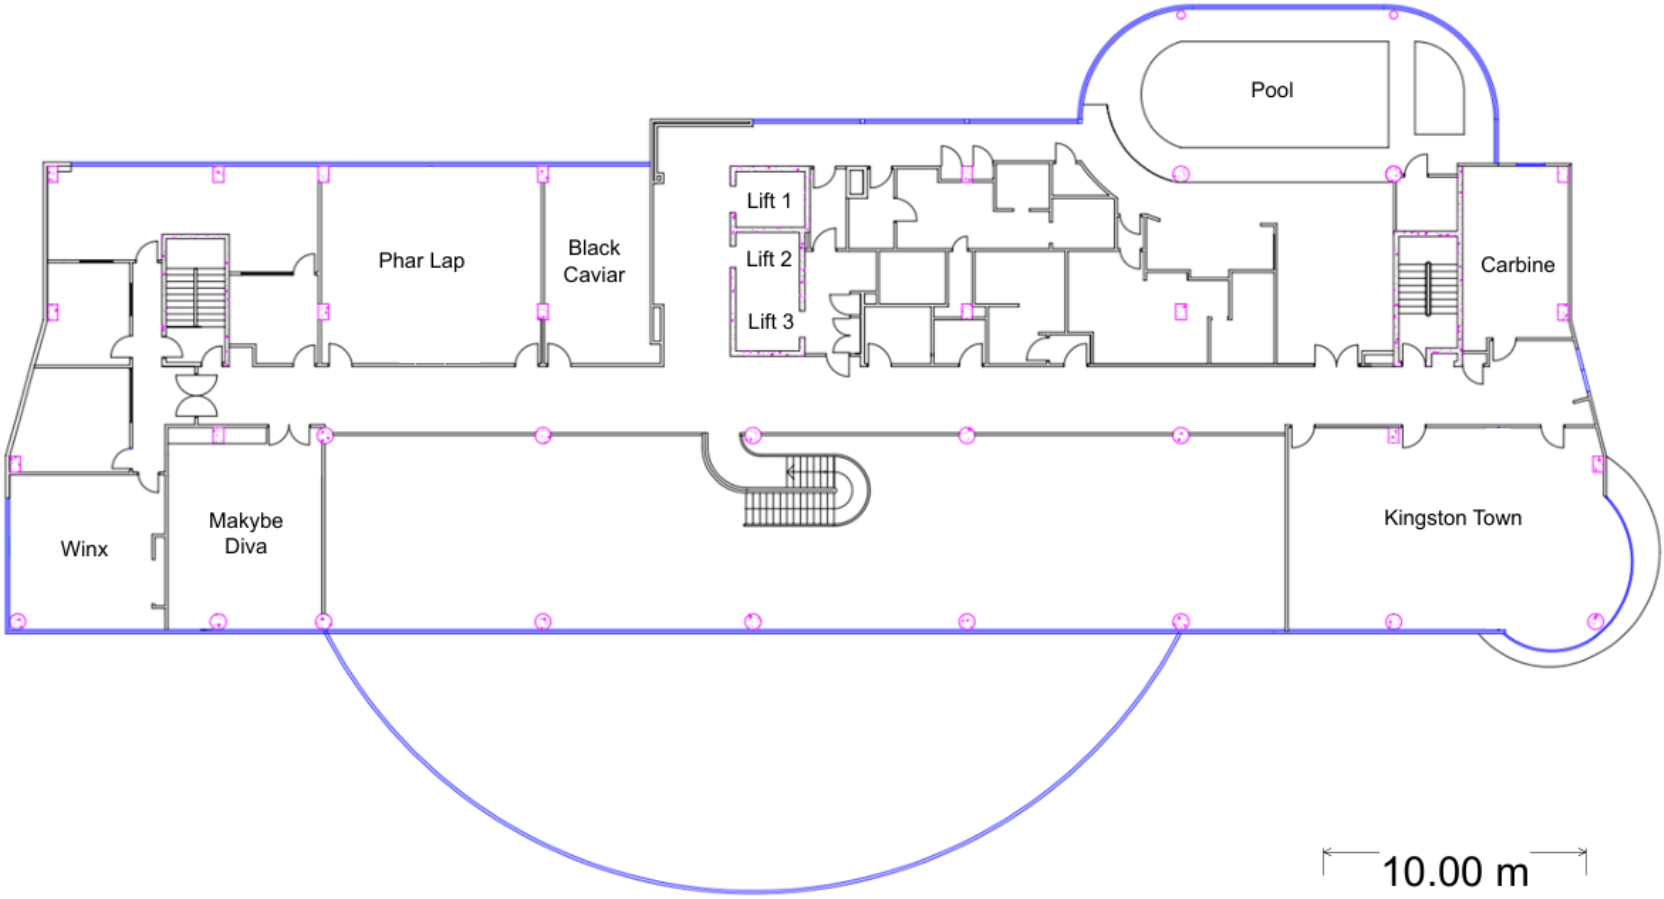 Pool
Lift 1
Black
Caviar
Phar Lap
Lift 2
Carbine
Lift 3
Kingston Town
Makybe
Diva
Winx
10.00 m